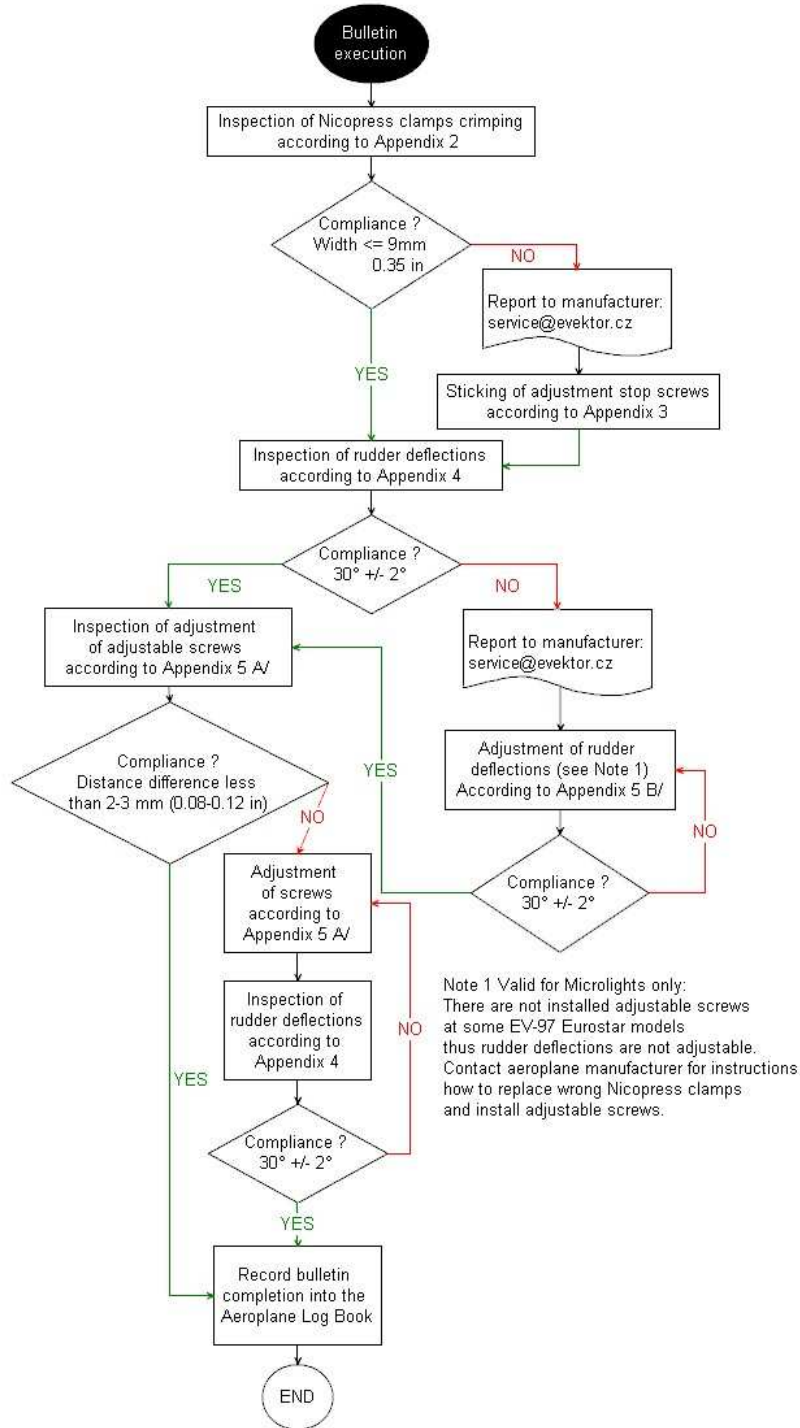 Bulletin
execution
Inspection of Nicopress clamps crimping
according to Appendix 2
Compliance ?
Width <= 9mm
0.35 in
NO
Report to manufacturer:
service@evektor.cz
YES
Sticking of adjustment stop screws
according to Appendix 3
Inspection of rudder deflections
according to Appendix 4
Compliance ?
30° +/- 2°
YES
NO
Inspection of adjustment
of adjustable screws
according to Appendix 5 A/
Report to manufacturer:
service@evektor.cz
Compliance ?
Distance difference less
than 2-3 mm (0.08-0.12 in)
YES
Adjustment of rudder
deflections (see Note 1)
According to Appendix 5 B/
NO
NO
Adjustment
of screws
according to
Appendix 5 A/
Compliance ?
30° +/- 2°
Inspection of
rudder deflections
according to
Appendix 4
NO
Note 1 Valid for Microlights only:
There are not installed adjustable screws
at some EV-97 Eurostar models
thus rudder deflections are not adjustable.
Contact aeroplane manufacturer for instructions
how to replace wrong Nicopress clamps
and install adjustable screws.
YES
Compliance ?
30° +/- 2°
YES
Record bulletin
completion into the
Aeroplane Log Book
END